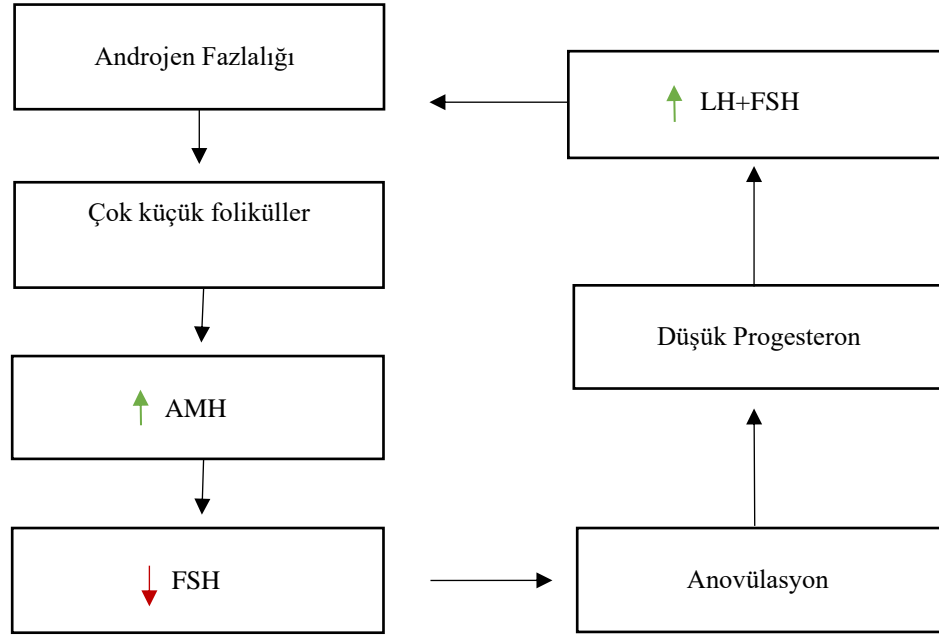 Androjen Fazlalığı
Çok küçük foliküller
AMH
FSH
Anovülasyon
Düşük Progesteron
LH+FSH